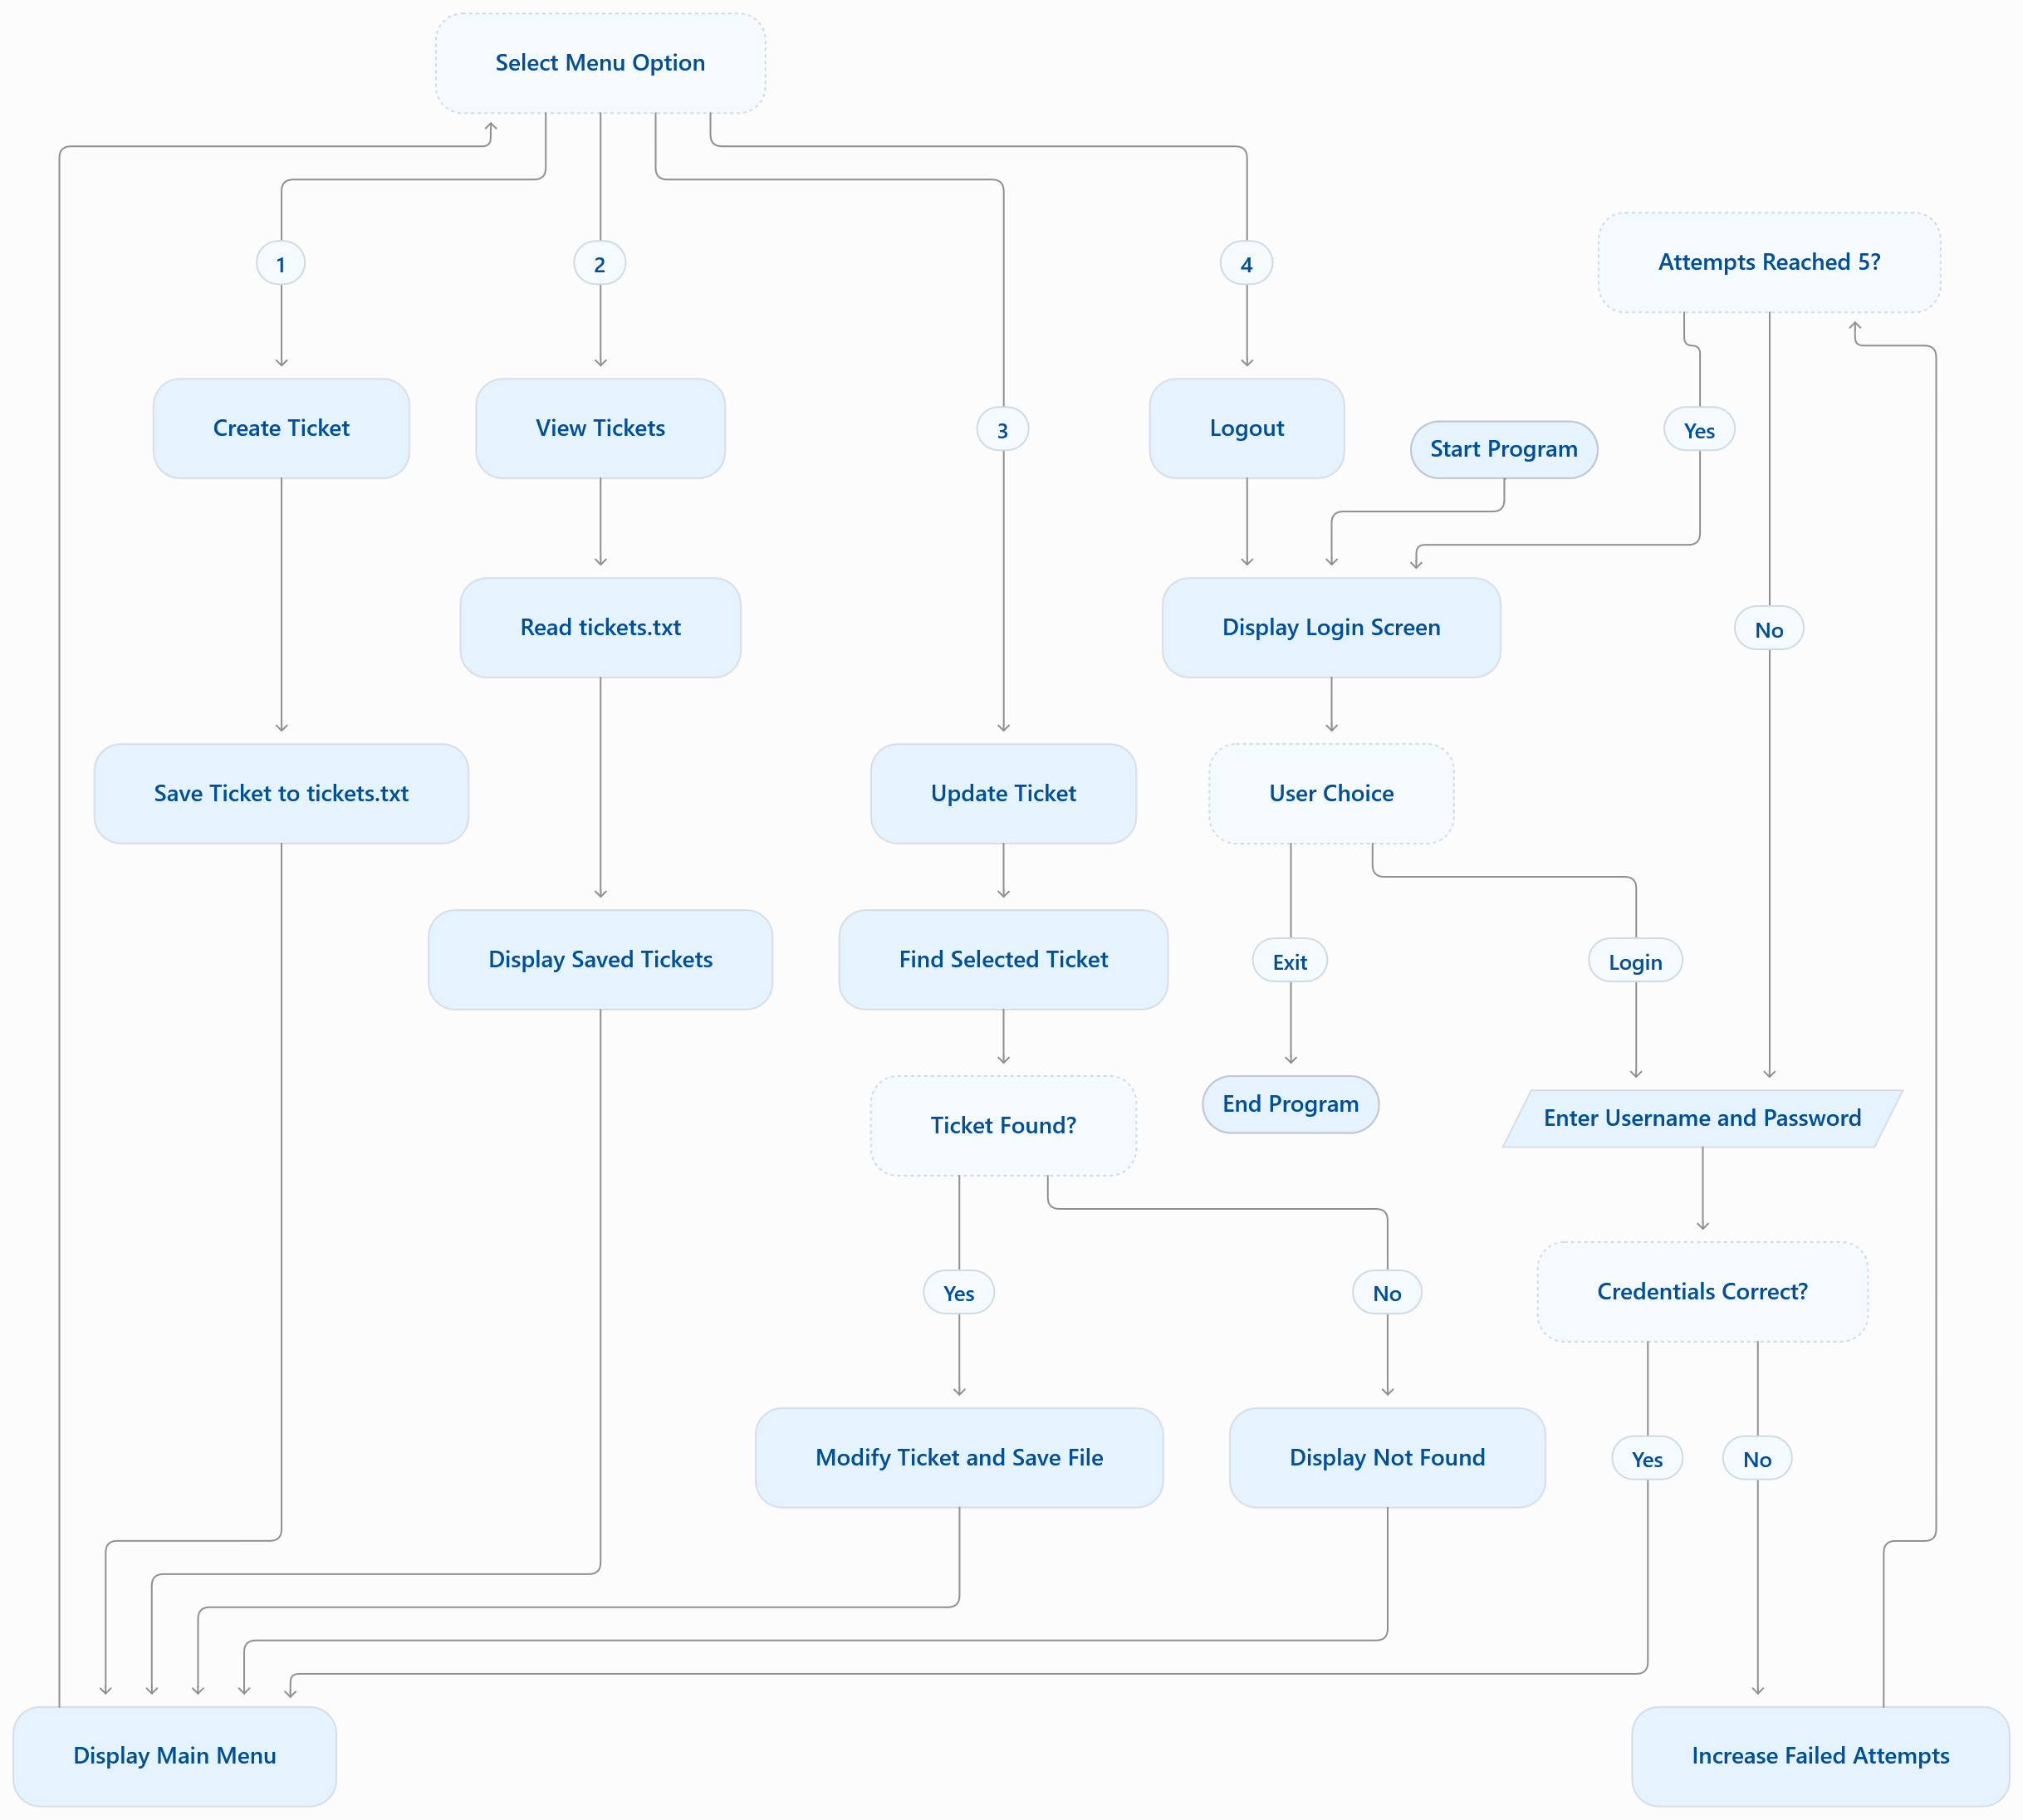 Select Menu Option
1
2
4
Attempts Reached 5?
Create Ticket
View Tickets
3
Logout
Start Program
Yes
Read tickets.txt
Display Login Screen
No
Save Ticket to tickets.txt
Update Ticket
User Choice
Display Saved Tickets
Find Selected Ticket
Exit
Login
Ticket Found?
End Program
Enter Username and Password
Yes
No
Credentials Correct?
Modify Ticket and Save File
Display Not Found
Yes
No
Display Main Menu
Increase Failed Attempts